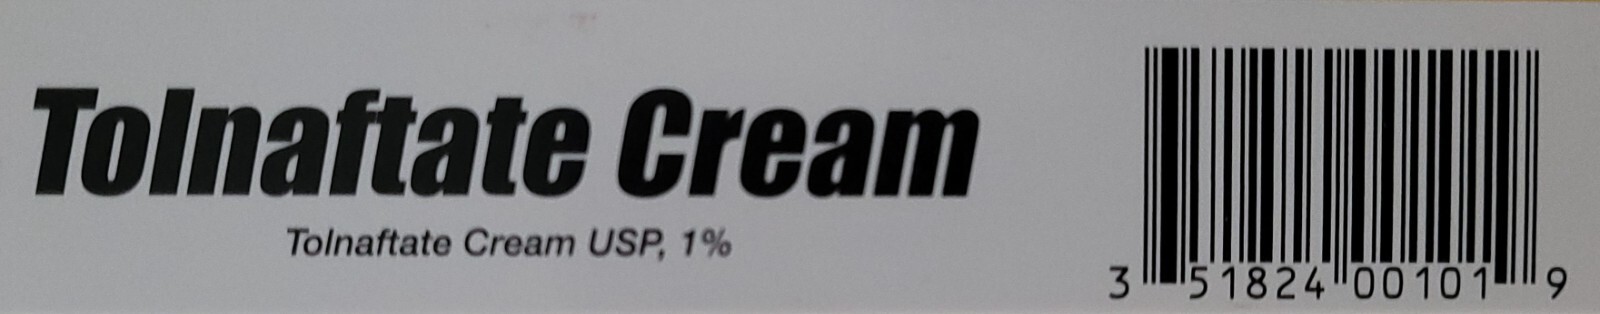 Tolnaftate Cream
Tolnaftate Cream USP, 1%
3 51824 00101 9